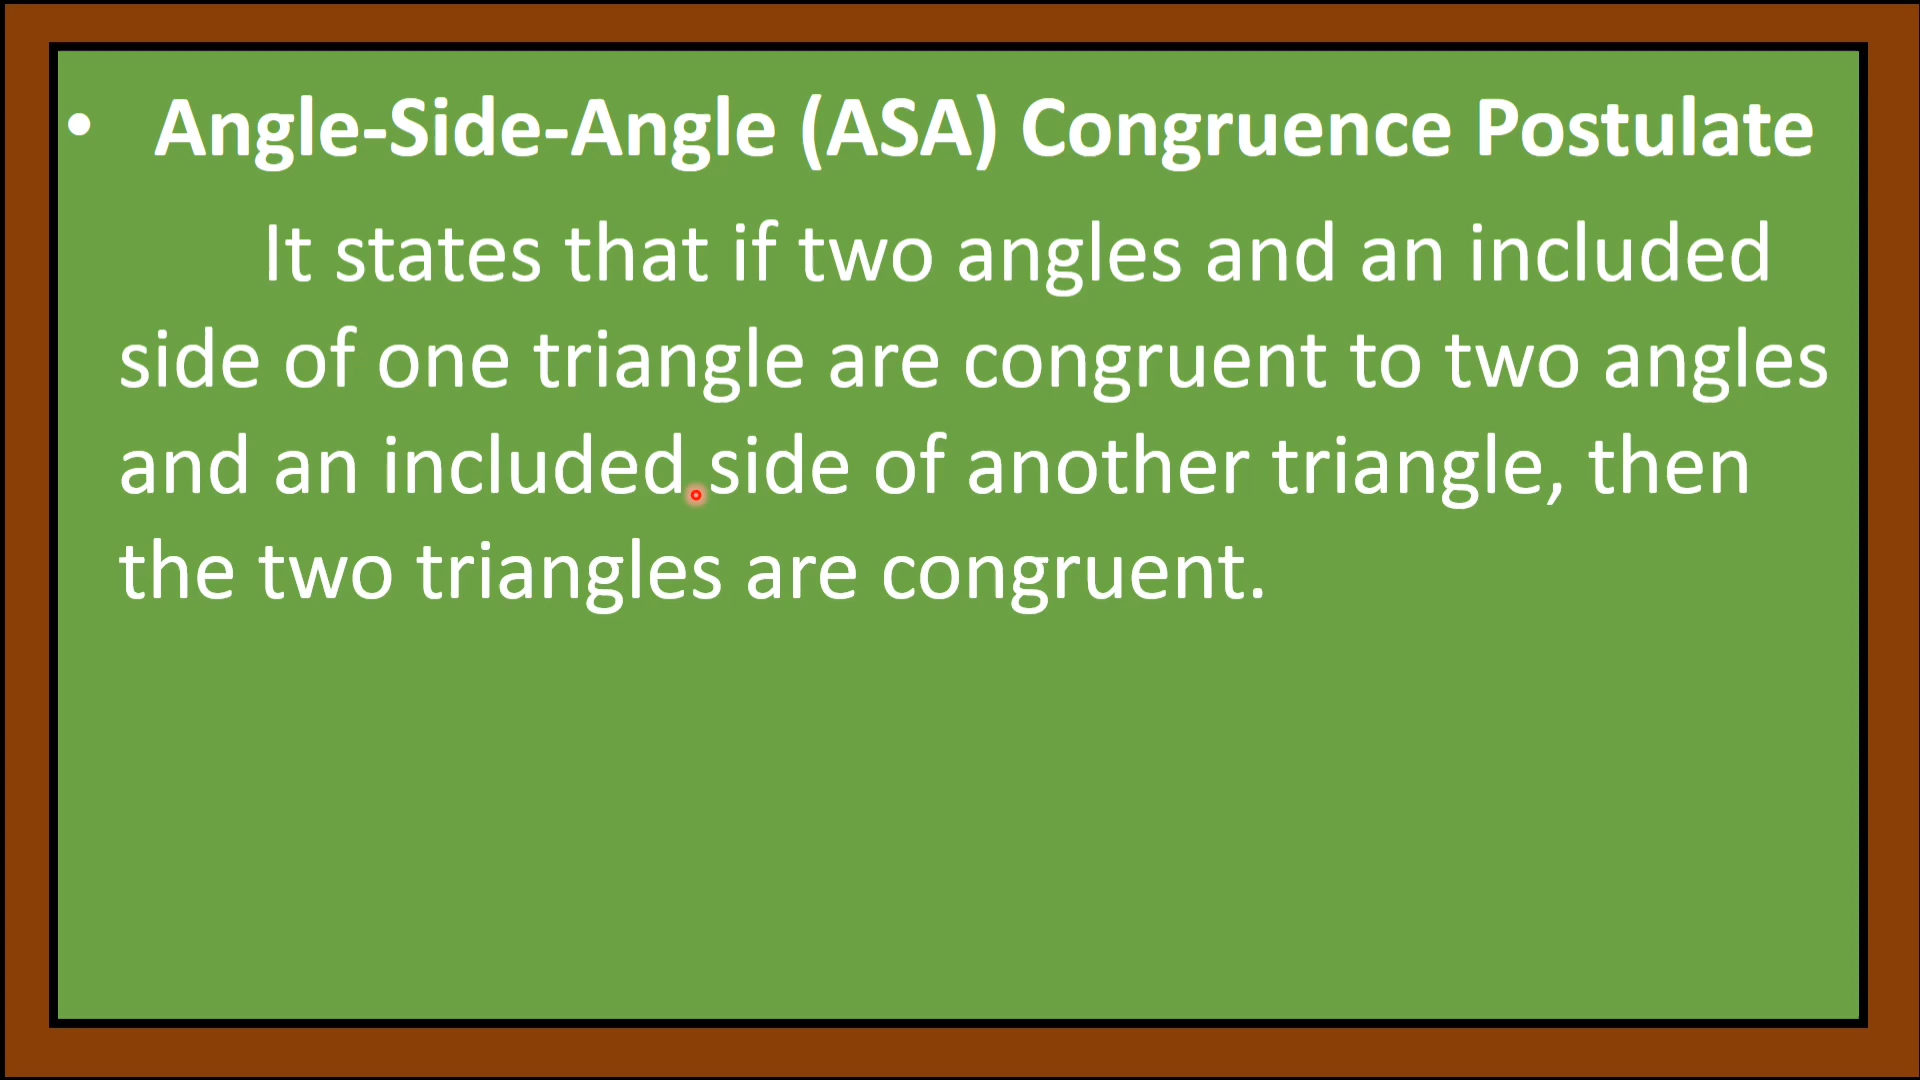 • Angle-Side-Angle (ASA) Congruence Postulate
It states that if two angles and an included
side of one triangle are congruent to two angles
and an included side of another triangle, then
the two triangles are congruent.